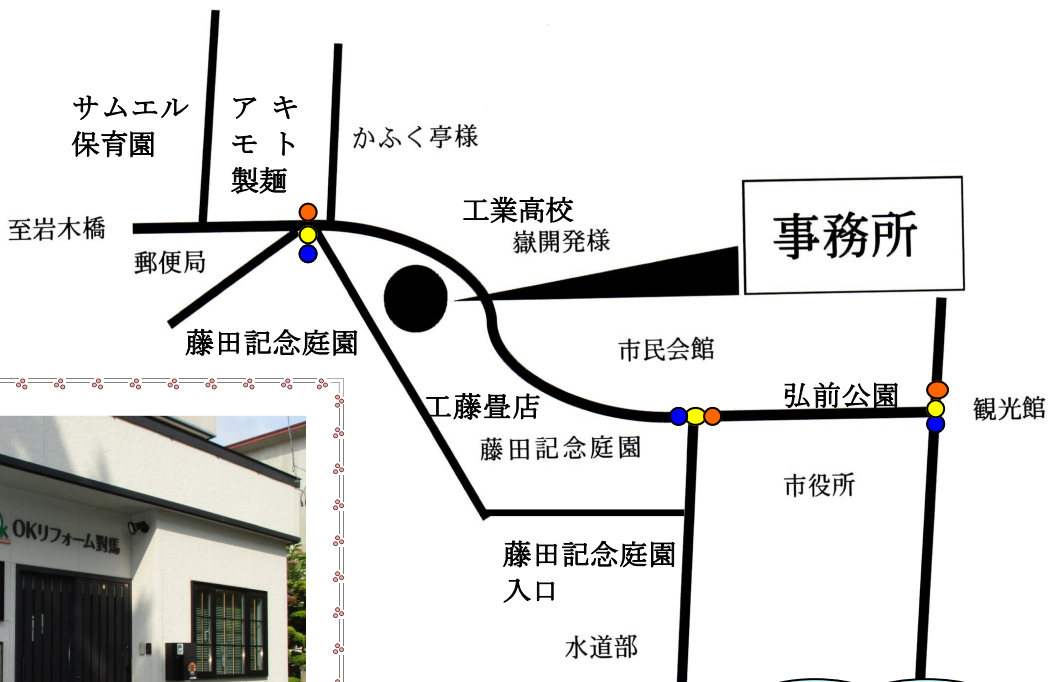 サムエル
保育園
ア キ
モ ト
製麺
かふく亭様
至岩木橋
郵便局
工業高校
嶽開発様
事務所
藤田記念庭園
市民会館
工藤畳店
弘前公園
観光館
藤田記念庭園
市役所
OKリフォーム對馬
藤田記念庭園
入口
水道部